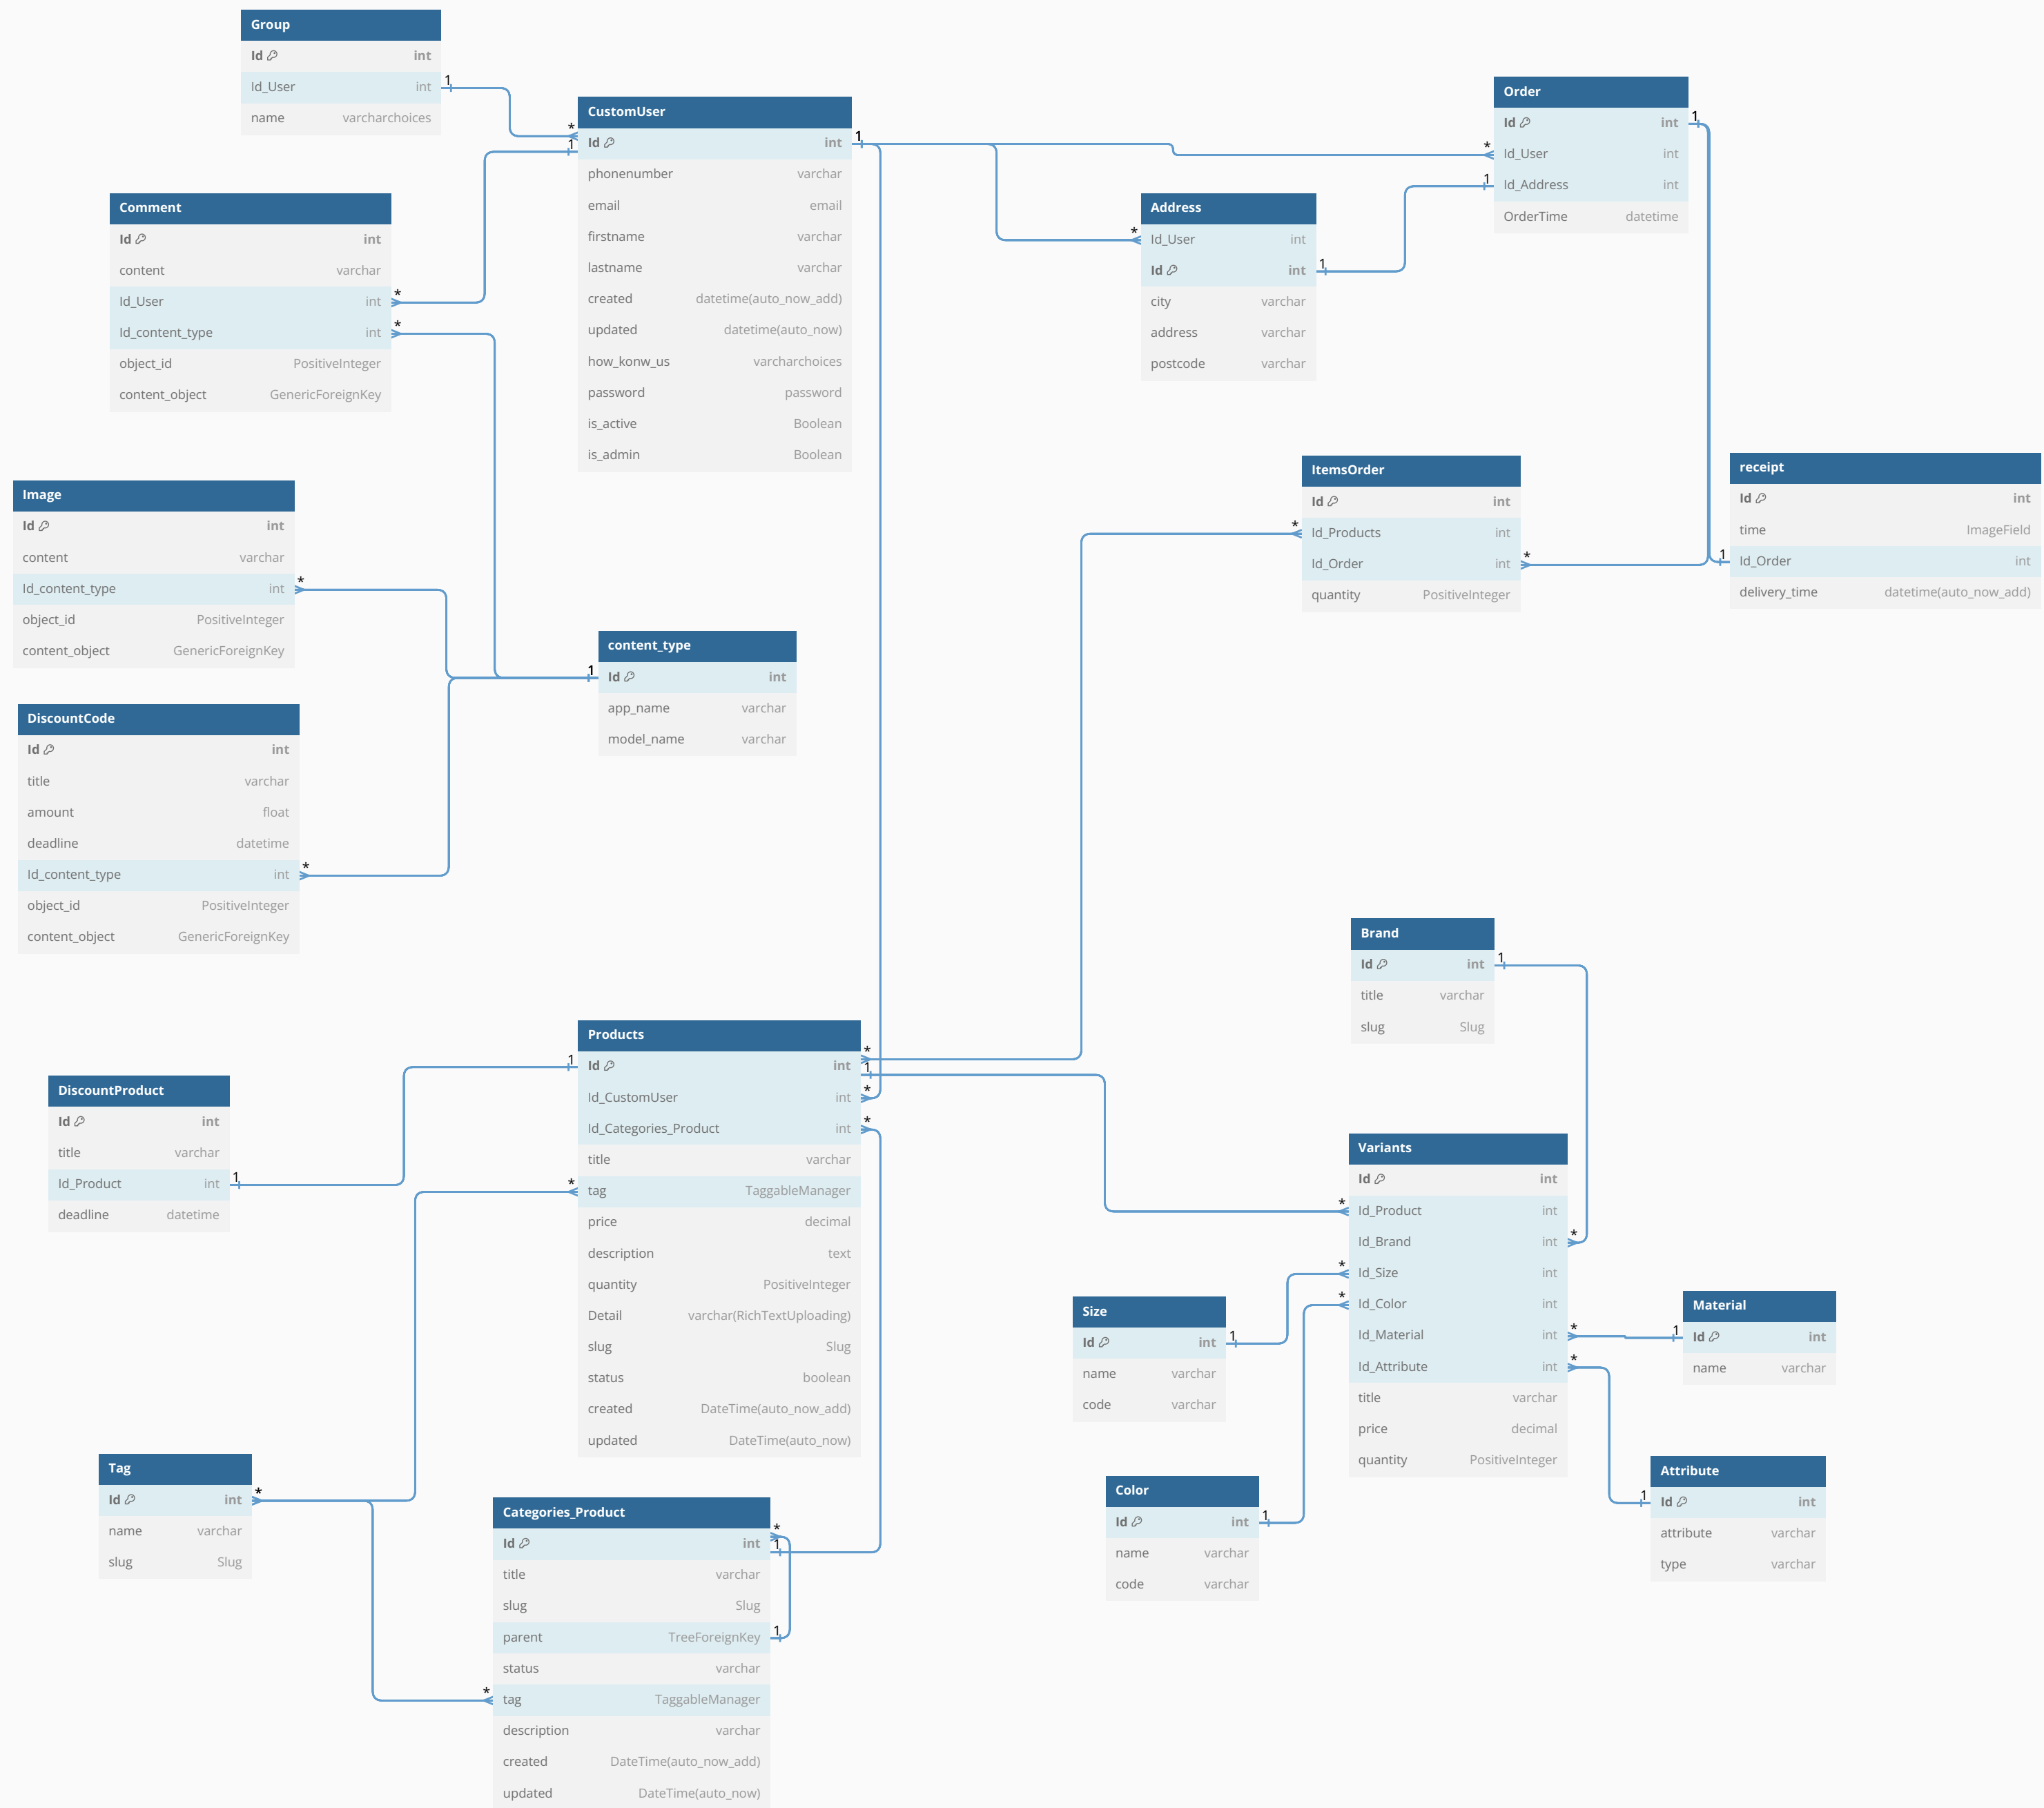 Group
Id int
Id_User int
name varcharchoices
CustomUser
Id int
phonenumber varchar
email email
firstname varchar
lastname varchar
created datetime(auto_now_add)
updated datetime(auto_now)
how_konw_us varcharchoices
password password
is_active Boolean
is_admin Boolean
Order
Id int
Id_User int
Id_Address int
OrderTime datetime
Comment
Id int
content varchar
Id_User int
Id_content_type int
object_id PositiveInteger
content_object GenericForeignKey
Address
Id_User int
Id int
city varchar
address varchar
postcode varchar
ItemsOrder
Id int
Id_Products int
Id_Order int
quantity PositiveInteger
receipt
Id int
time ImageField
Id_Order int
delivery_time datetime(auto_now_add)
Image
Id int
content varchar
Id_content_type int
object_id PositiveInteger
content_object GenericForeignKey
content_type
Id int
app_name varchar
model_name varchar
DiscountCode
Id int
title varchar
amount float
deadline datetime
Id_content_type int
object_id PositiveInteger
content_object GenericForeignKey
Brand
Id int
title varchar
slug Slug
Products
Id int
Id_CustomUser int
Id_Categories_Product int
title varchar
tag TaggableManager
price decimal
description text
quantity PositiveInteger
Detail varchar(RichTextUploading)
slug Slug
status boolean
created DateTime(auto_now_add)
updated DateTime(auto_now)
DiscountProduct
Id int
title varchar
Id_Product int
deadline datetime
Variants
Id int
Id_Product int
Id_Brand int
Id_Size int
Id_Color int
Id_Material int
Id_Attribute int
title varchar
price decimal
quantity PositiveInteger
Size
Id int
name varchar
code varchar
Material
Id int
name varchar
Tag
Id int
name varchar
slug Slug
Color
Id int
name varchar
code varchar
Attribute
Id int
attribute varchar
type varchar
Categories_Product
Id int
title varchar
slug Slug
parent TreeForeignKey
status varchar
tag TaggableManager
description varchar
created DateTime(auto_now_add)
updated DateTime(auto_now)